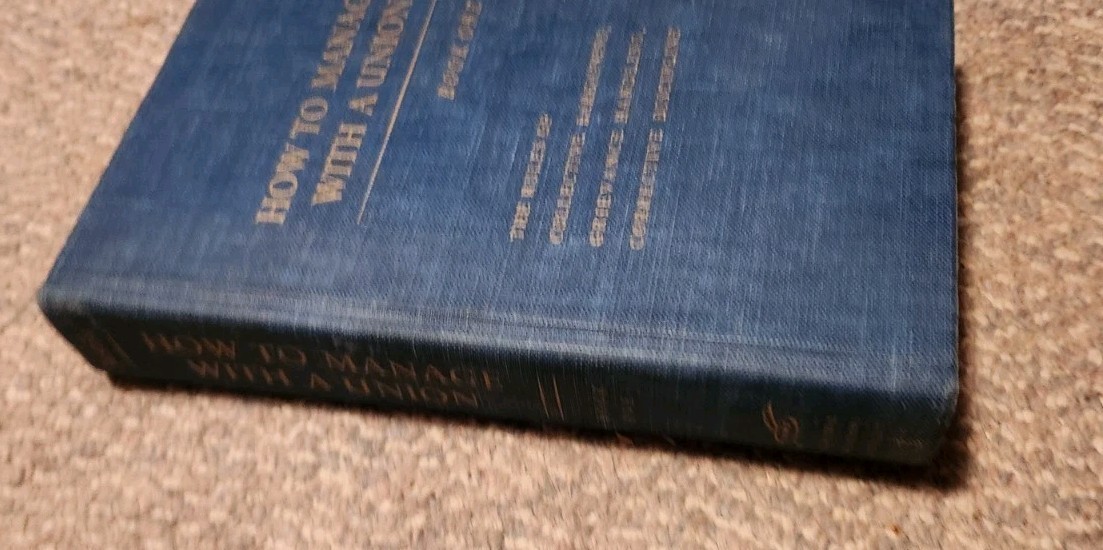 HOW TO MANAG
WITH A UNION
BOOK ONE
THE RULES OF
COLLECTIVE BARGAINING
GRIEVANCE HANDLING
CORRECTIVE DISCIPLINE
HOW TO MANAGE
WITH A UNION